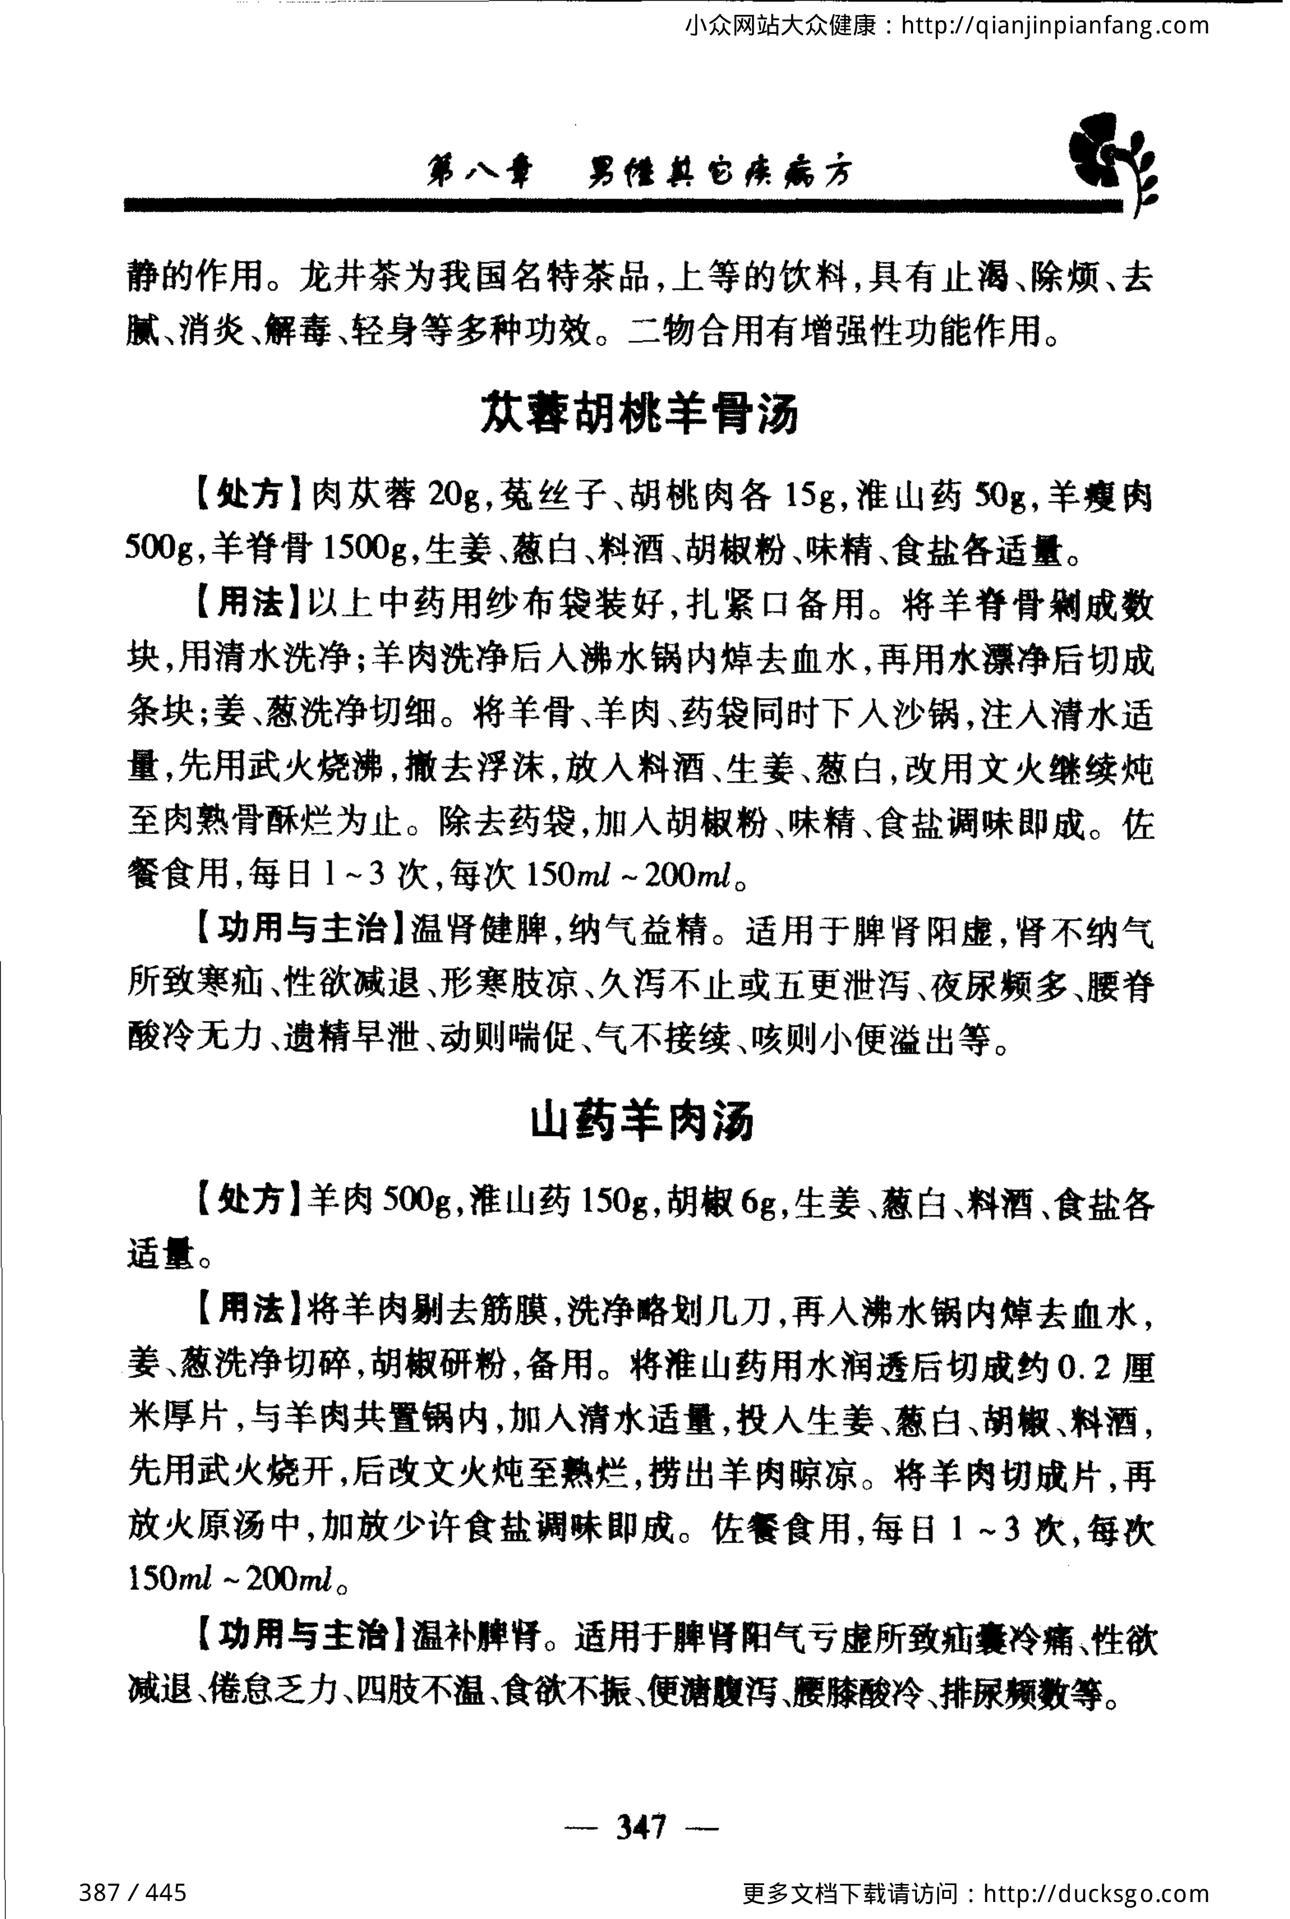 小众网站大众健康：http://qianjinpianfang.com
第八章　男性其它疾病方
静的作用。龙井茶为我国名特茶品,上等的饮料,具有止渴、除烦、去
腻、消炎、解毒、轻身等多种功效。二物合用有增强性功能作用。
苁蓉胡桃羊骨汤
【处方】肉苁蓉 20g,菟丝子、胡桃肉各 15g,淮山药 50g,羊瘦肉
500g,羊脊骨 1500g,生姜、葱白、料酒、胡椒粉、味精、食盐各适量。
【用法】以上中药用纱布袋装好,扎紧口备用。将羊脊骨剁成数
块,用清水洗净;羊肉洗净后入沸水锅内焯去血水,再用水漂净后切成
条块;姜、葱洗净切细。将羊骨、羊肉、药袋同时下入沙锅,注入清水适
量,先用武火烧沸,撇去浮沫,放入料酒、生姜、葱白,改用文火继续炖
至肉熟骨酥烂为止。除去药袋,加入胡椒粉、味精、食盐调味即成。佐
餐食用,每日 1~3 次,每次 150ml~200ml。
【功用与主治】温肾健脾,纳气益精。适用于脾肾阳虚,肾不纳气
所致寒疝、性欲减退、形寒肢凉、久泻不止或五更泄泻、夜尿频多、腰脊
酸冷无力、遗精早泄、动则喘促、气不接续、咳则小便溢出等。
山药羊肉汤
【处方】羊肉 500g,淮山药 150g,胡椒 6g,生姜、葱白、料酒、食盐各
适量。
【用法】将羊肉剔去筋膜,洗净略划几刀,再入沸水锅内焯去血水,
姜、葱洗净切碎,胡椒研粉,备用。将淮山药用水润透后切成约 0.2 厘
米厚片,与羊肉共置锅内,加入清水适量,投入生姜、葱白、胡椒、料酒,
先用武火烧开,后改文火炖至熟烂,捞出羊肉晾凉。将羊肉切成片,再
放火原汤中,加放少许食盐调味即成。佐餐食用,每日 1~3 次,每次
150ml~200ml。
【功用与主治】温补脾肾。适用于脾肾阳气亏虚所致疝囊冷痛、性欲
减退、倦怠乏力、四肢不温、食欲不振、便溏腹泻、腰膝酸冷、排尿频数等。
— 347 —
387 / 445
更多文档下载请访问：http://ducksgo.com